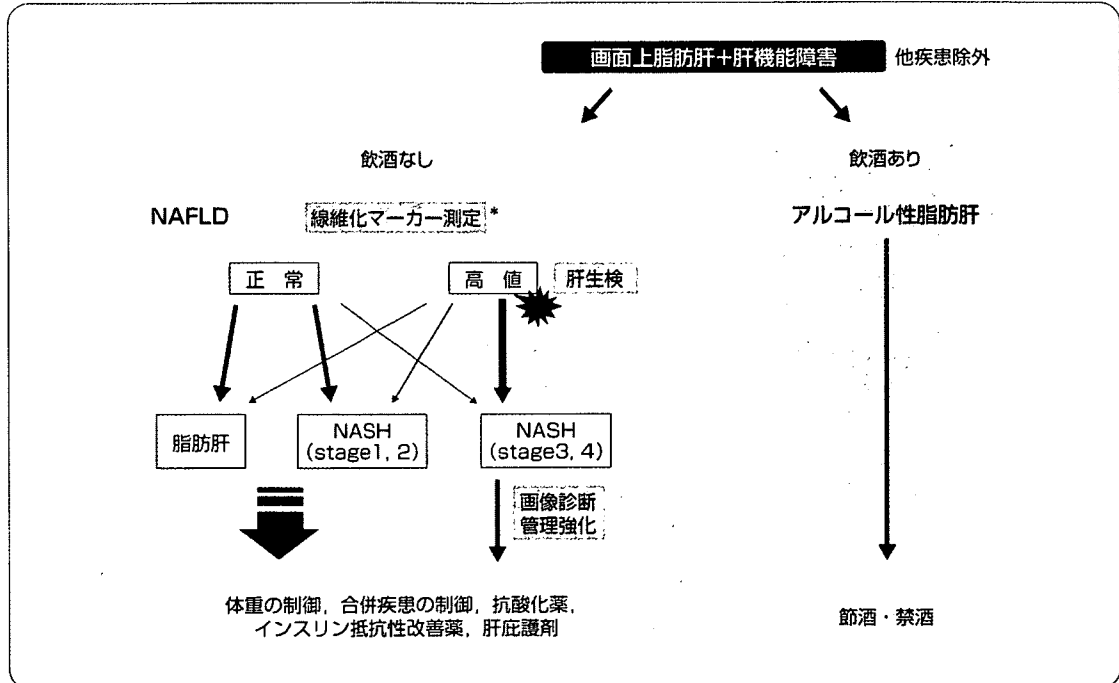 画面上脂肪肝＋肝機能障害 他疾患除外
飲酒なし
飲酒あり
NAFLD
線維化マーカー測定*
アルコール性脂肪肝
正 常
高 値
肝生検
脂肪肝
NASH
(stage1, 2)
NASH
(stage3, 4)
画像診断
管理強化
体重の制御，合併疾患の制御，抗酸化薬，
インスリン抵抗性改善薬，肝庇護剤
節酒・禁酒